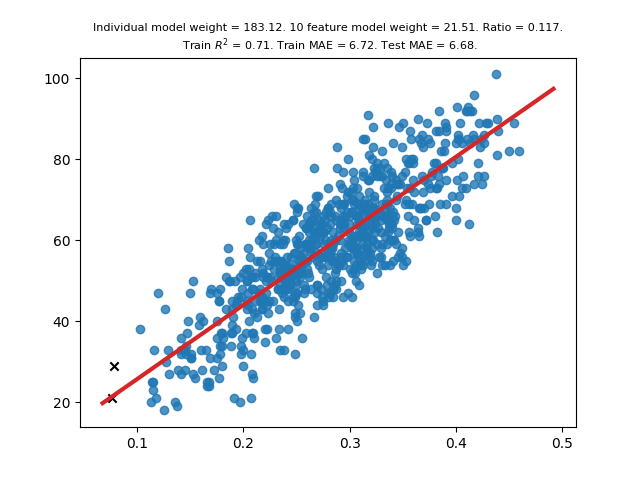 Individual model weight = 183.12. 10 feature model weight = 21.51. Ratio = 0.117.
Train R² = 0.71. Train MAE = 6.72. Test MAE = 6.68.
100
80
60
40
20
0.1 0.2 0.3 0.4 0.5